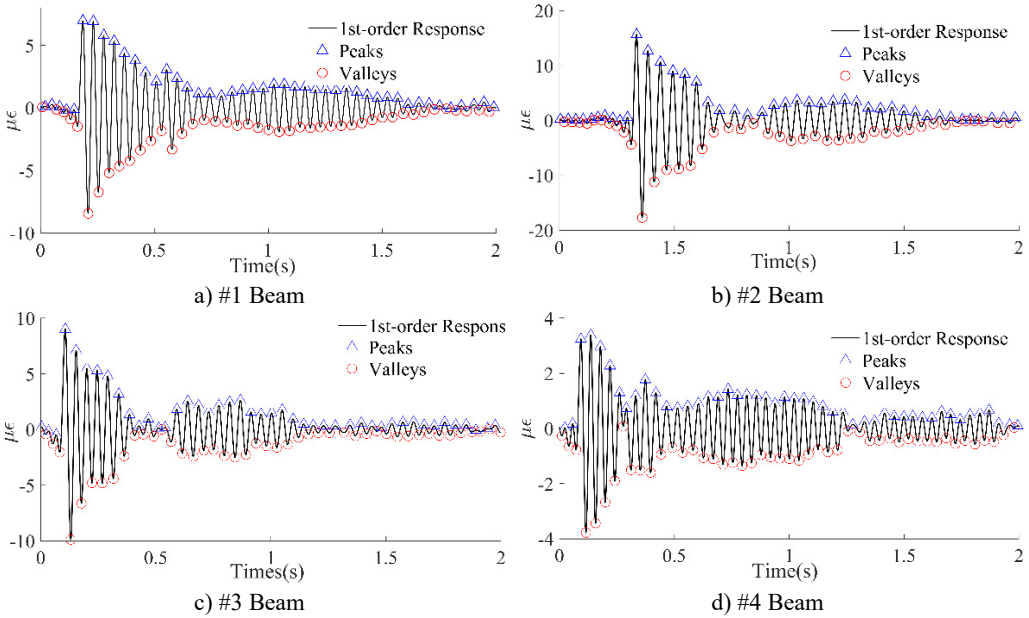 5
0
-5
-10
με
0
0.5
1
1.5
2
Time(s)
1st-order Response
Peaks
Valleys
a) #1 Beam
20
10
0
-10
-20
με
0
1.5
1
1.5
2
Time(s)
1st-order Response
Peaks
Valleys
b) #2 Beam
10
5
0
-5
-10
με
0
0.5
1
1.5
2
Times(s)
1st-order Respons
Peaks
Valleys
c) #3 Beam
4
2
0
-2
-4
με
0
0.5
1
1.5
2
Time(s)
1st-order Response
Peaks
Valleys
d) #4 Beam